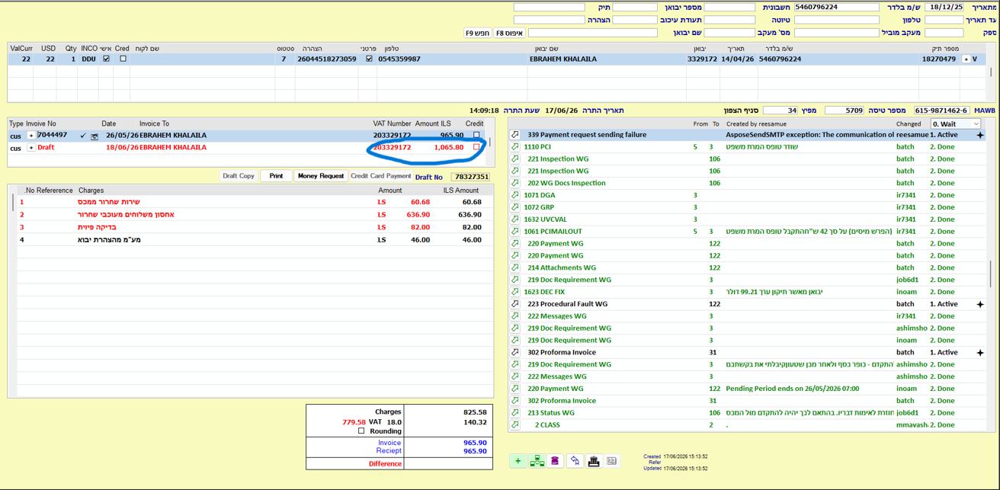 מתאריך 18/12/25 ש/מ בלדר 5460796224 חשבונית מספר יבואן תיק
עד תאריך טלפון טיוטה תעודת עיכוב הצהרה
ספק מעקב מוביל מס' מעקב שם יבואן איפוס F8 חפש F9
ValCurr USD Qty INCO אישי Cred שם לקוח סטטוס הצהרה פרטני טלפון שם יבואן יבואן תאריך ש/מ בלדר מספר תיק
22 22 1 DDU 7 26044518273059 0545359987 EBRAHEM KHALAILA 3329172 14/04/26 5460796224 18270479 + V
MAWB 615-9871462-6 מספר טיסה 5709 מפיץ 34 סניף הצפון תאריך התרה 17/06/26 שעת התרה 14:09:18
Type Invoive No Date Invoice To VAT Number Amount ILS Credit
cus + 7044497 ✓ 26/05/26 EBRAHEM KHALAILA 203329172 965.90
cus + Draft 18/06/26 EBRAHEM KHALAILA 203329172 1,065.80
Draft Copy Print Money Request Credit Card Payment Draft No 78327351
.No Reference Charges Amount ILS Amount
1 שירות שחרור ממכס LS 60.68 60.68
2 אחסון משלוחים מעוכבי שחרור LS 636.90 636.90
3 בדיקה פיזית LS 82.00 82.00
4 מע"מ מהצהרת יבוא LS 46.00 46.00
Charges 825.58
779.58 VAT 18.0 140.32
Rounding
Invoice 965.90
Reciept 965.90
Difference
From To Created by reesamue Changed 0. Wait
339 Payment request sending failure AsposeSendSMTP exception: The communication ol reesamue 1. Active
1110 PCI 5 3 שודר טופס המרת משפט batch 2. Done
221 Inspection WG 106 batch 2. Done
221 Inspection WG 106 batch 2. Done
202 WG Docs Inspection 106 batch 2. Done
1071 DGA 3 ir7341 2. Done
1072 GRP 3 ir7341 2. Done
1632 UVCVAL 3 ir7341 2. Done
1061 PCIMAILOUT 5 3 התקבל טופס המרת משפט (הפרש מיסים) על סך 42 ש"ח ir7341 2. Done
220 Payment WG 122 batch 2. Done
220 Payment WG 122 batch 2. Done
214 Attachments WG 122 batch 2. Done
219 Doc Requirement WG 3 job6d1 2. Done
1623 DEC FIX 3 יבואן מאשר תיקון ערך 99.21 דולר inoam 2. Done
223 Procedural Fault WG 122 batch 1. Active
222 Messages WG 3 ir7341 2. Done
219 Doc Requirement WG 3 ashimsho 2. Done
219 Doc Requirement WG 3 inoam 2. Done
302 Proforma Invoice 31 batch 1. Active
219 Doc Requirement WG 3 קיבלתי את בקשתכם להתקדם - כופר כסף ולאחר מכן שטעון ashimsho 2. Done
222 Messages WG 3 ashimsho 2. Done
220 Payment WG 122 Pending Period ends on 26/05/2026 07:00 inoam 2. Done
302 Proforma Invoice 31 batch 2. Done
213 Status WG 106 חוזרת לאימות דבריו. בהתאם לכך יהיה להתקדם מול המכס job6d1 2. Done
2 CLASS 2 . mmavash 2. Done
Created 17/06/2026 15:13:52
Refer
Updated 17/06/2026 15:13:52